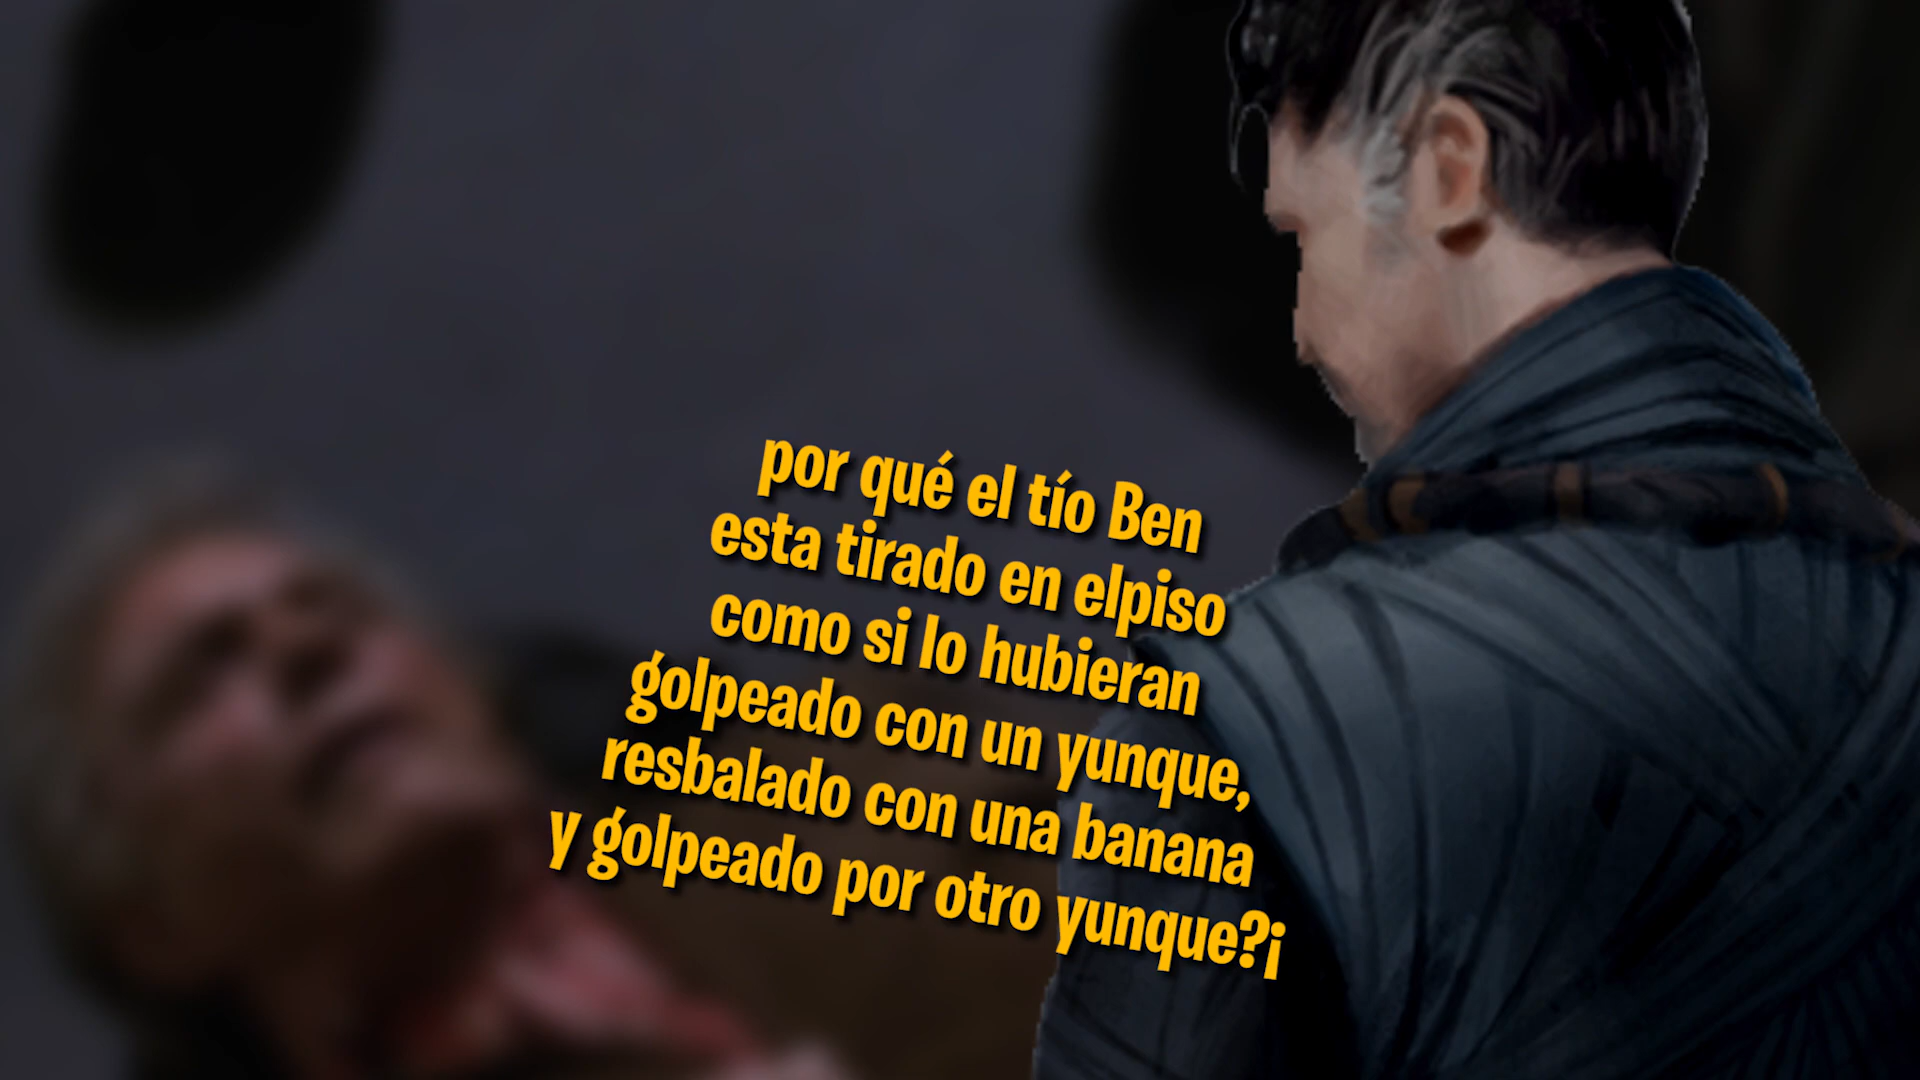 por qué el tío Ben
esta tirado en elpiso
como si lo hubieran
golpeado con un yunque,
resbalado con una banana
y golpeado por otro yunque?¡